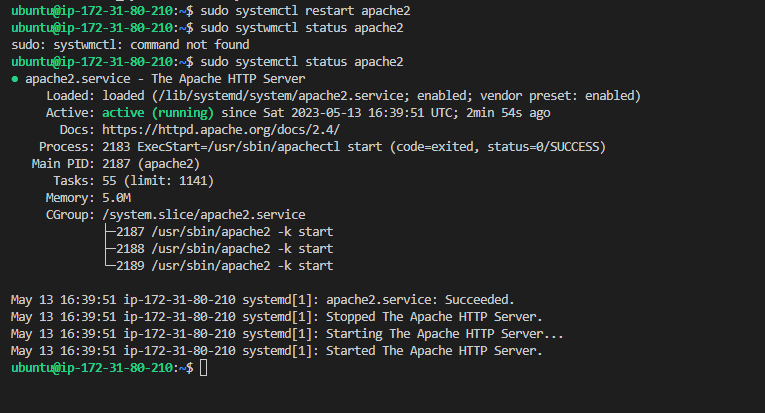 ubuntu@ip-172-31-80-210:~$ sudo systemctl restart apache2
ubuntu@ip-172-31-80-210:~$ sudo systwmctl status apache2
sudo: systwmctl: command not found
ubuntu@ip-172-31-80-210:~$ sudo systemctl status apache2
● apache2.service - The Apache HTTP Server
     Loaded: loaded (/lib/systemd/system/apache2.service; enabled; vendor preset: enabled)
     Active: active (running) since Sat 2023-05-13 16:39:51 UTC; 2min 54s ago
       Docs: https://httpd.apache.org/docs/2.4/
    Process: 2183 ExecStart=/usr/sbin/apachectl start (code=exited, status=0/SUCCESS)
   Main PID: 2187 (apache2)
      Tasks: 55 (limit: 1141)
     Memory: 5.0M
     CGroup: /system.slice/apache2.service
             ├─2187 /usr/sbin/apache2 -k start
             ├─2188 /usr/sbin/apache2 -k start
             └─2189 /usr/sbin/apache2 -k start

May 13 16:39:51 ip-172-31-80-210 systemd[1]: apache2.service: Succeeded.
May 13 16:39:51 ip-172-31-80-210 systemd[1]: Stopped The Apache HTTP Server.
May 13 16:39:51 ip-172-31-80-210 systemd[1]: Starting The Apache HTTP Server...
May 13 16:39:51 ip-172-31-80-210 systemd[1]: Started The Apache HTTP Server.
ubuntu@ip-172-31-80-210:~$